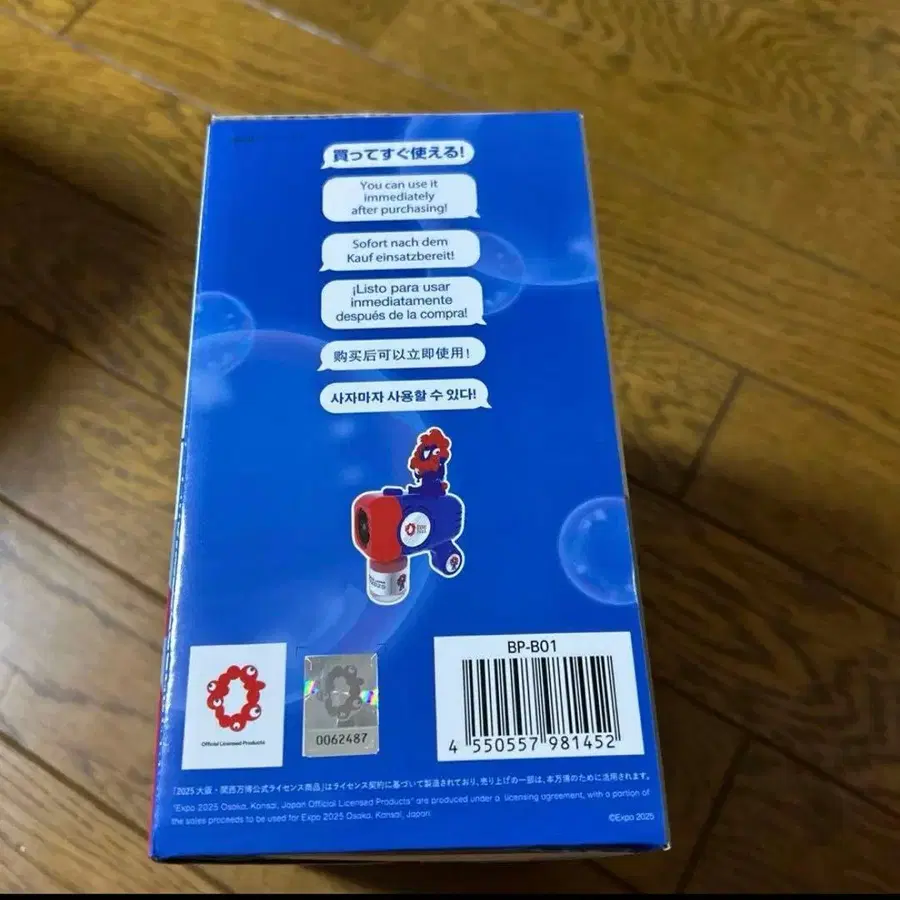 買ってすぐ使える!
You can use it
immediately
after purchasing!
Sofort nach dem
Kauf einsatzbereit!
¡Listo para usar
inmediatamente
después de la compra!
购买后可以立即使用!
사자마자 사용할 수 있다!
EXPO
2025
Official Licensed Products
0062487
BP-B01
4 550557 981452
「2025 大阪・関西万博公式ライセンス商品」はライセンス契約に基づいて製造されており、売り上げの一部は、本万博のために活用されます。
"Expo 2025 Osaka, Kansai, Japan Official Licensed Products" are produced under a licensing agreement, with a portion of
the sales proceeds to be used for Expo 2025 Osaka, Kansai, Japan.
©Expo 2025